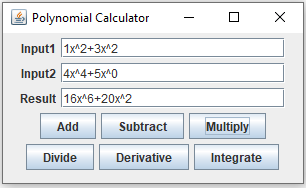 Polynomial Calculator
Input1 1x^2+3x^2
Input2 4x^4+5x^0
Result 16x^6+20x^2
Add Subtract Multiply
Divide Derivative Integrate